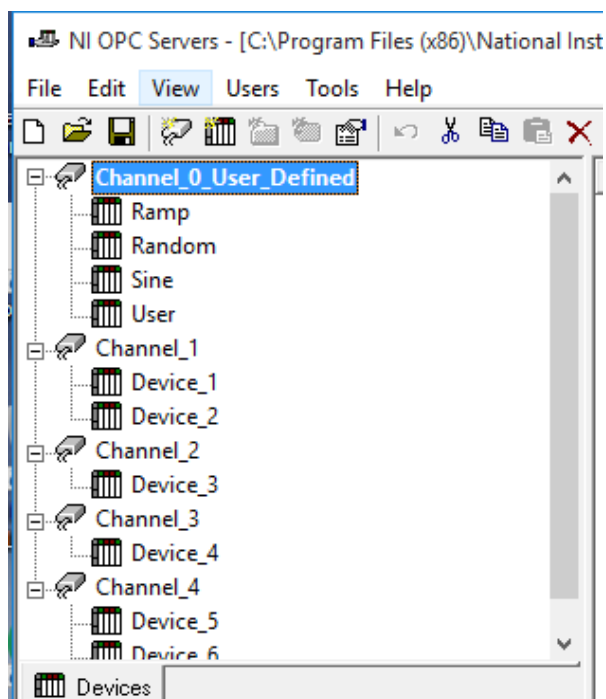 NI OPC Servers - [C:\Program Files (x86)\National Inst
File Edit View Users Tools Help
Channel_0_User_Defined
Ramp
Random
Sine
User
Channel_1
Device_1
Device_2
Channel_2
Device_3
Channel_3
Device_4
Channel_4
Device_5
Device_6
Devices